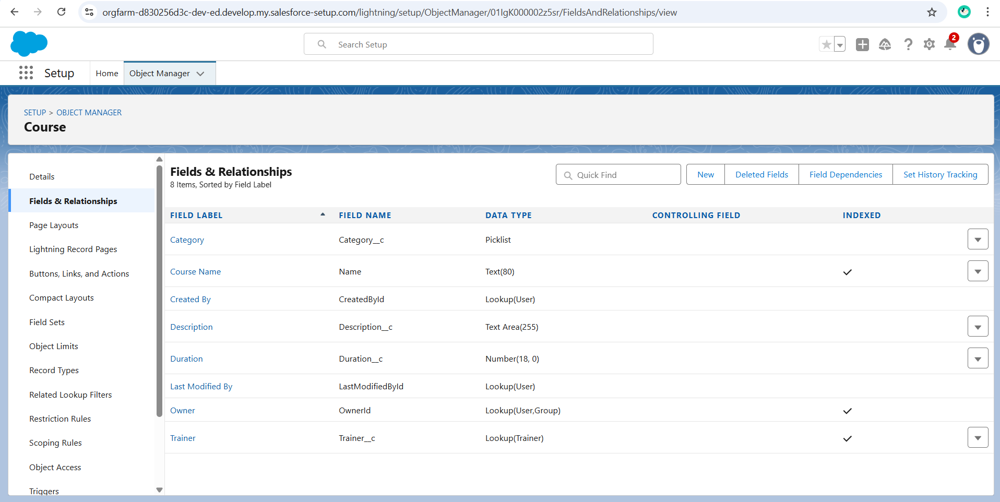 orgfarm-d830256d3c-dev-ed.develop.my.salesforce-setup.com/lightning/setup/ObjectManager/01IgK000002z5sr/FieldsAndRelationships/view
Search Setup
2
Setup
Home
Object Manager
SETUP > OBJECT MANAGER
Course
Details
Fields & Relationships
Page Layouts
Lightning Record Pages
Buttons, Links, and Actions
Compact Layouts
Field Sets
Object Limits
Record Types
Related Lookup Filters
Restriction Rules
Scoping Rules
Object Access
Triggers
Fields & Relationships
8 Items, Sorted by Field Label
Quick Find
New
Deleted Fields
Field Dependencies
Set History Tracking
FIELD LABEL FIELD NAME DATA TYPE CONTROLLING FIELD INDEXED
Category Category__c Picklist
Course Name Name Text(80)
Created By CreatedById Lookup(User)
Description Description__c Text Area(255)
Duration Duration__c Number(18, 0)
Last Modified By LastModifiedById Lookup(User)
Owner OwnerId Lookup(User,Group)
Trainer Trainer__c Lookup(Trainer)